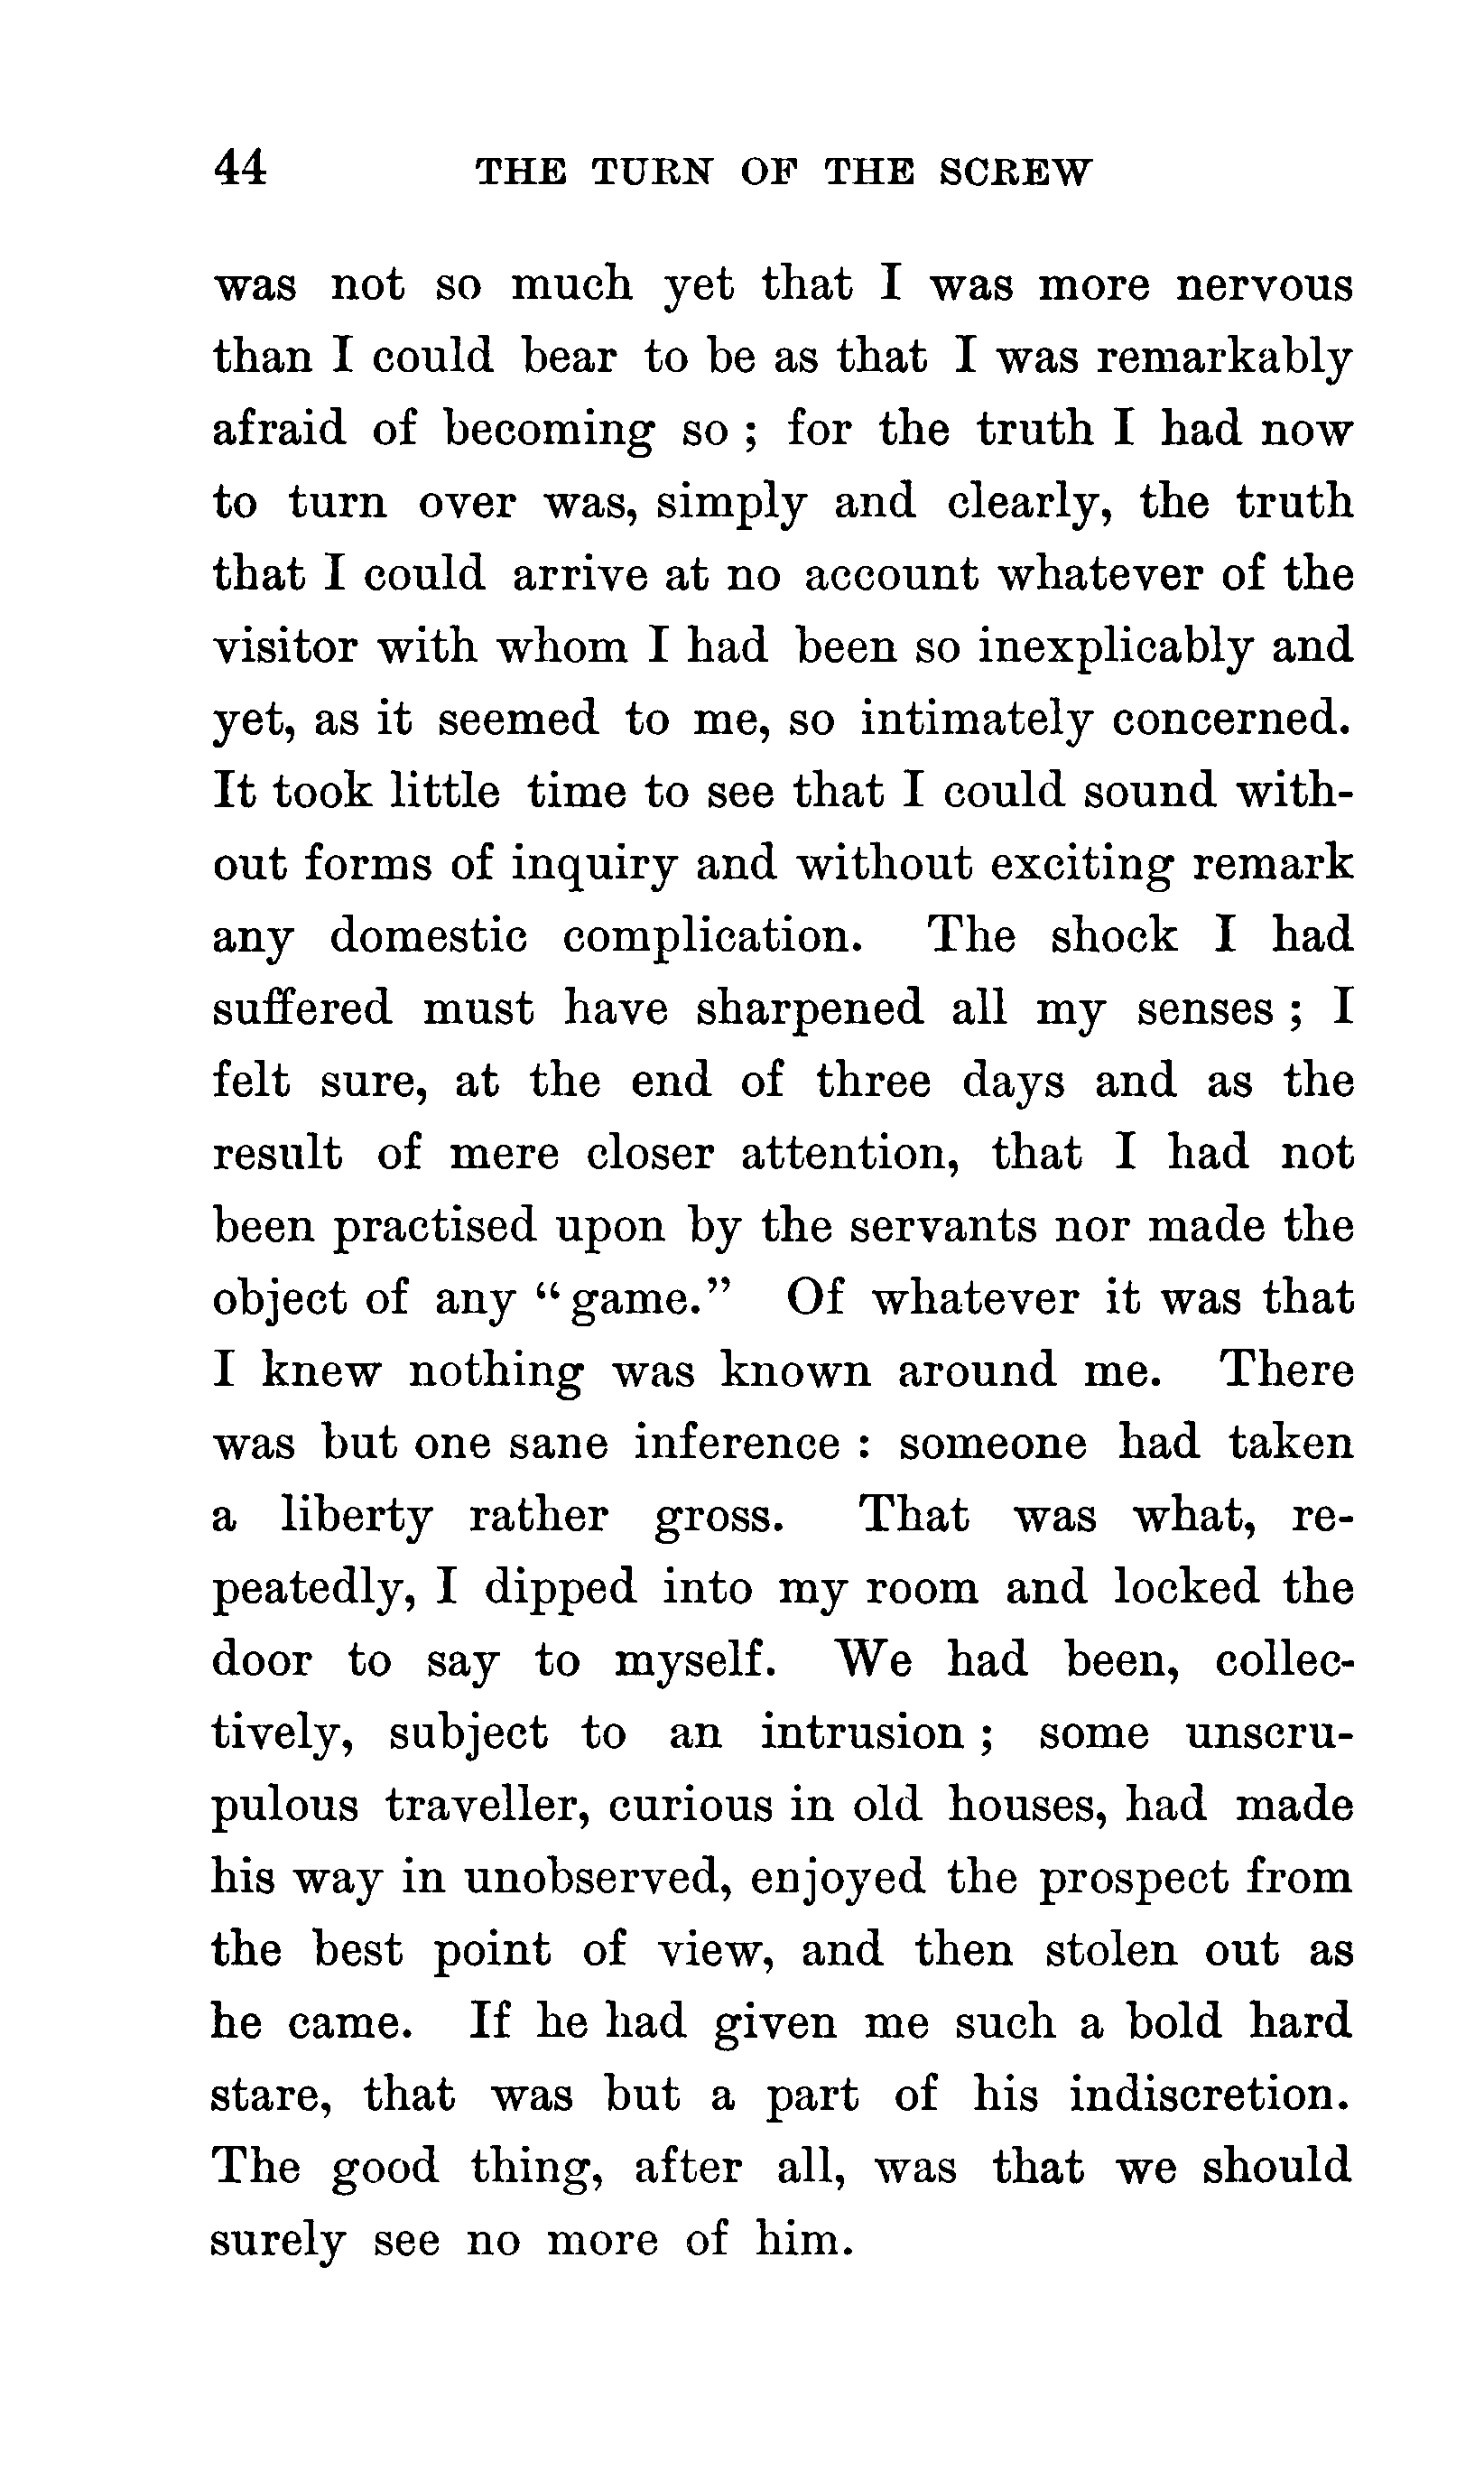 44 THE TURN OF THE SCREW
was not so much yet that I was more nervous
than I could bear to be as that I was remarkably
afraid of becoming so ; for the truth I had now
to turn over was, simply and clearly, the truth
that I could arrive at no account whatever of the
visitor with whom I had been so inexplicably and
yet, as it seemed to me, so intimately concerned.
It took little time to see that I could sound with-
out forms of inquiry and without exciting remark
any domestic complication. The shock I had
suffered must have sharpened all my senses ; I
felt sure, at the end of three days and as the
result of mere closer attention, that I had not
been practised upon by the servants nor made the
object of any “game.” Of whatever it was that
I knew nothing was known around me. There
was but one sane inference : someone had taken
a liberty rather gross. That was what, re-
peatedly, I dipped into my room and locked the
door to say to myself. We had been, collec-
tively, subject to an intrusion ; some unscru-
pulous traveller, curious in old houses, had made
his way in unobserved, enjoyed the prospect from
the best point of view, and then stolen out as
he came. If he had given me such a bold hard
stare, that was but a part of his indiscretion.
The good thing, after all, was that we should
surely see no more of him.